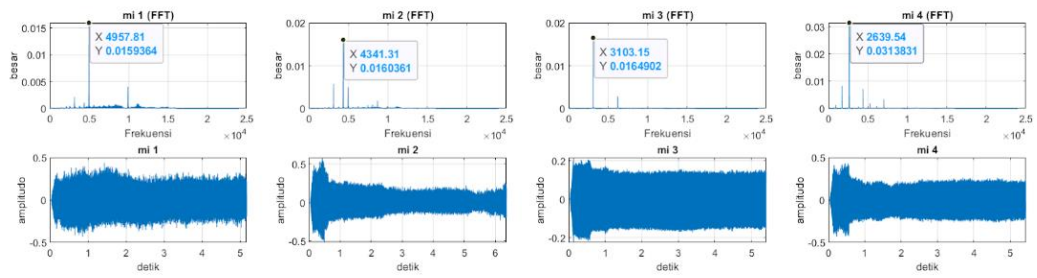 mi 1 (FFT)
X 4957.81
Y 0.0159364
0.015
0.01
0.005
0
besar
0 0.5 1 1.5 2 2.5
Frekuensi
×10⁴
mi 2 (FFT)
X 4341.31
Y 0.0160361
0.02
0.01
0
besar
0 0.5 1 1.5 2 2.5
Frekuensi
×10⁴
mi 3 (FFT)
X 3103.15
Y 0.0164902
0.02
0.01
0
besar
0 0.5 1 1.5 2 2.5
Frekuensi
×10⁴
mi 4 (FFT)
X 2639.54
Y 0.0313831
0.03
0.02
0.01
0
besar
0 0.5 1 1.5 2 2.5
Frekuensi
×10⁴
mi 1
0.5
0
-0.5
amplitudo
0 1 2 3 4 5
detik
mi 2
0.5
0
-0.5
amplitudo
0 1 2 3 4 5 6
detik
mi 3
0.2
0
-0.2
amplitudo
0 1 2 3 4 5
detik
mi 4
0.5
0
-0.5
amplitudo
0 1 2 3 4 5
detik